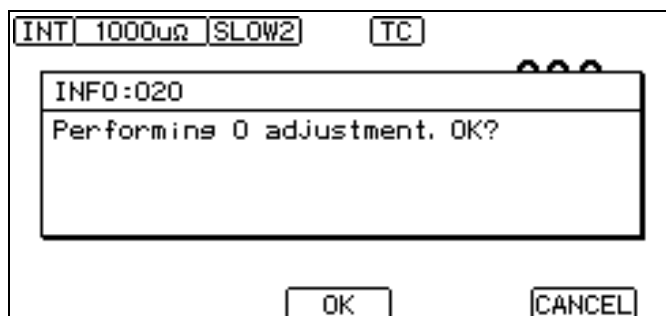 INT 1000uΩ SLOW2 TC
INFO:020
Performing 0 adjustment. OK?
OK CANCEL